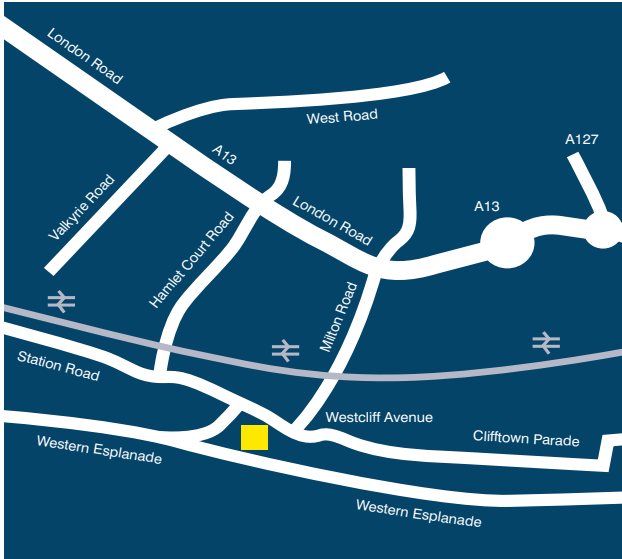 London Road
West Road
A127
A13
Valkyrie Road
A13
London Road
Hamlet Court Road
Milton Road
Station Road
Westcliff Avenue
Clifftown Parade
Western Esplanade
Western Esplanade